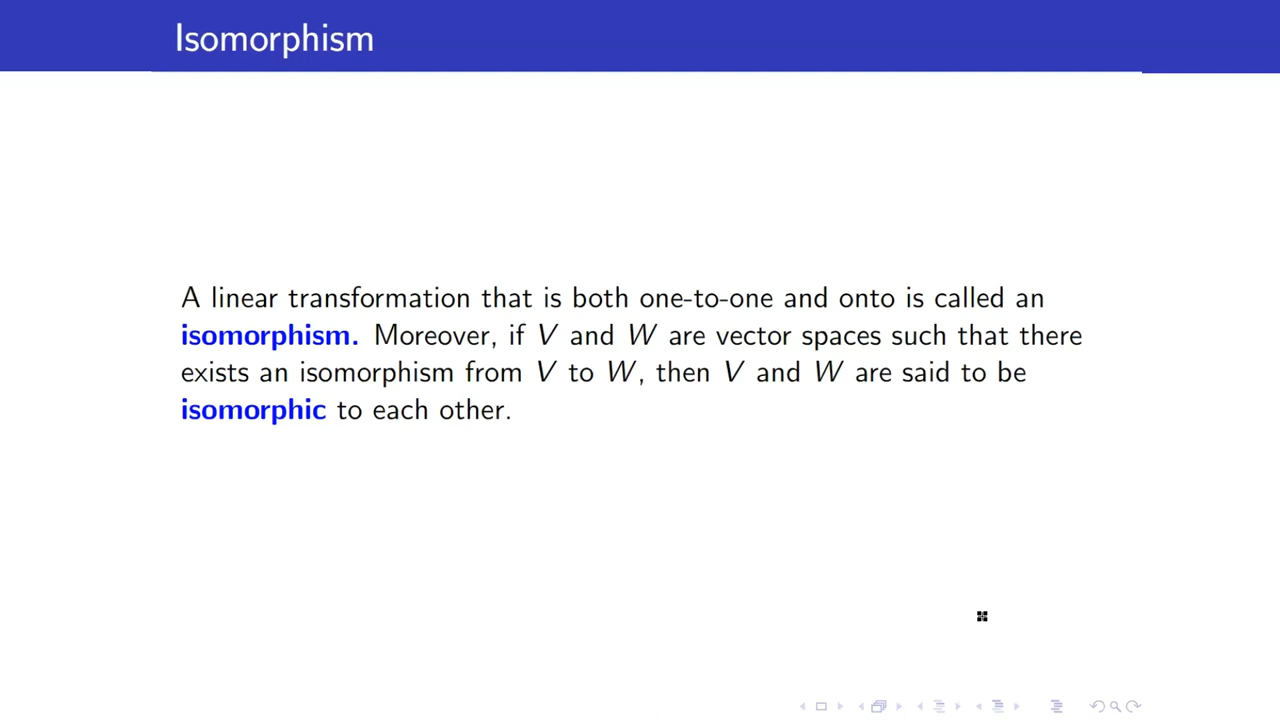 Isomorphism
A linear transformation that is both one-to-one and onto is called an
isomorphism. Moreover, if V and W are vector spaces such that there
exists an isomorphism from V to W, then V and W are said to be
isomorphic to each other.